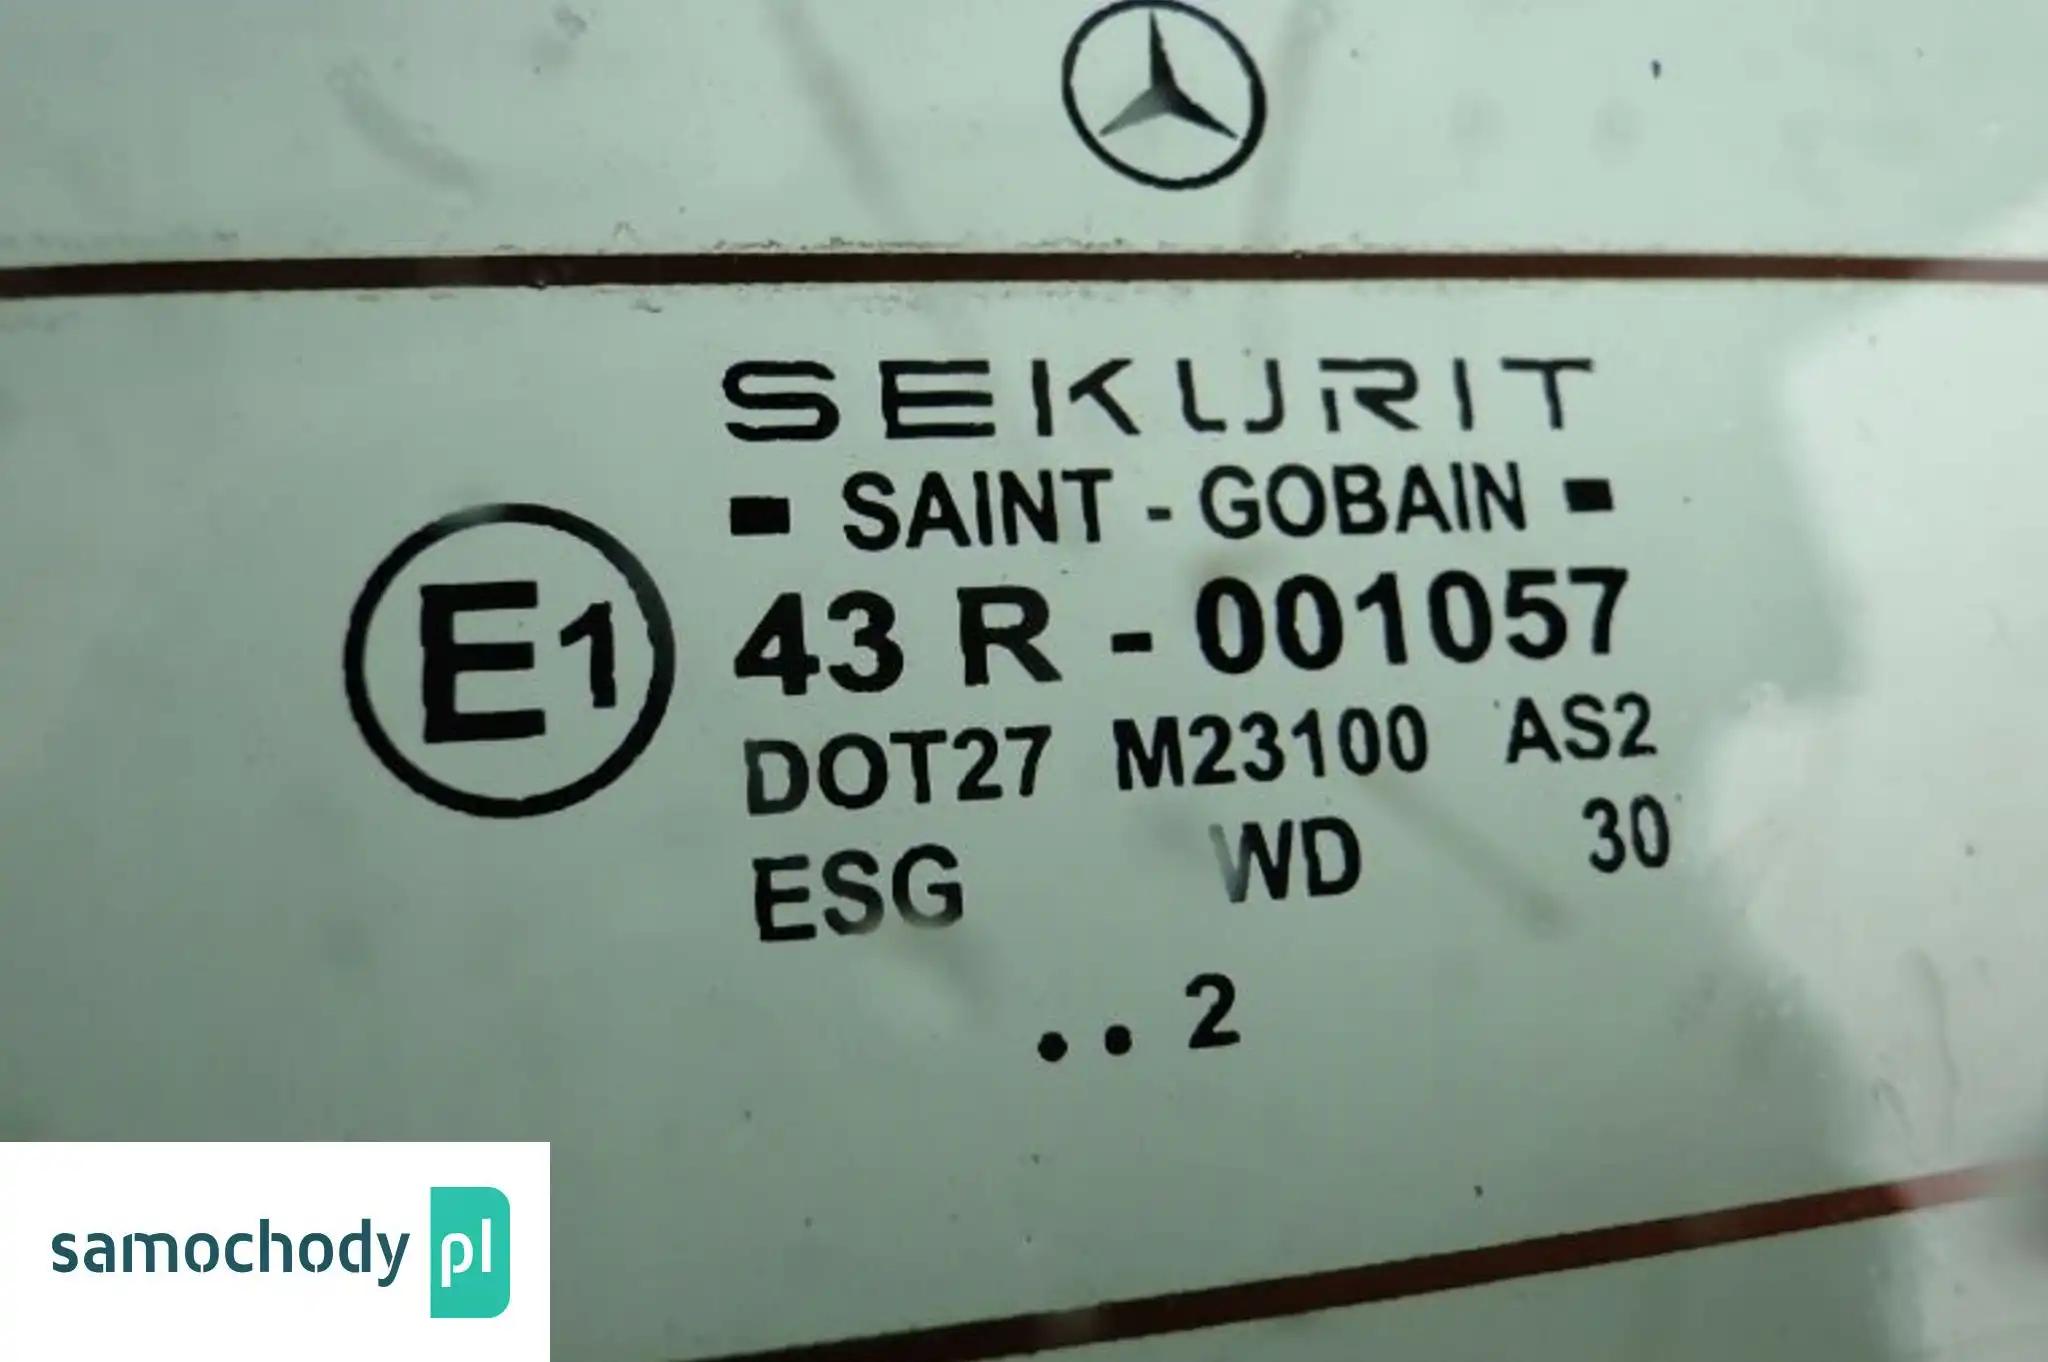 SEKURIT
SAINT - GOBAIN
E1
43 R - 001057
DOT27 M23100 AS2
ESG WD 30
.. 2
samochody pl